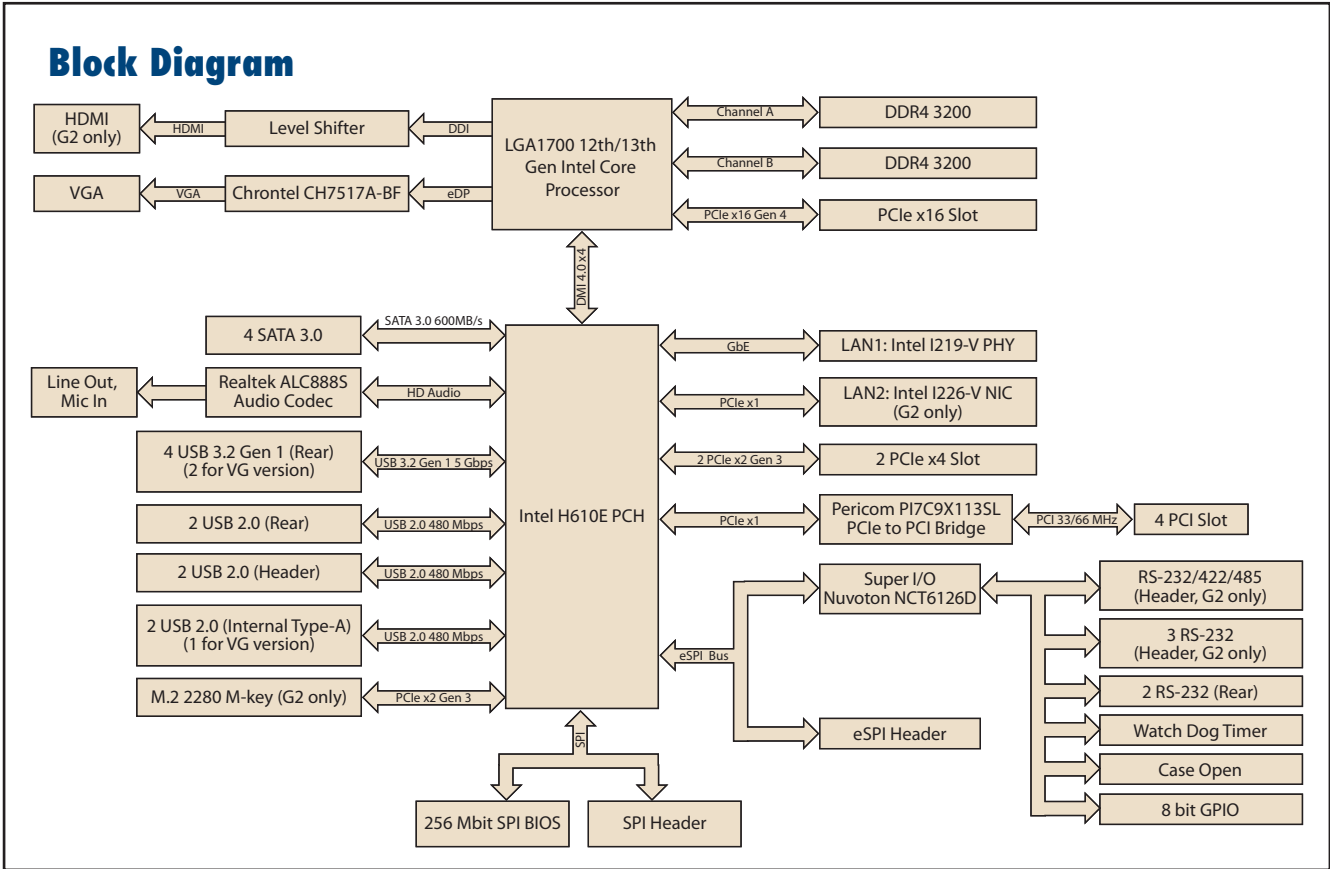 Block Diagram
HDMI
(G2 only)
HDMI
Level Shifter
DDI
VGA
VGA
Chrontel CH7517A-BF
eDP
LGA1700 12th/13th
Gen Intel Core
Processor
Channel A
DDR4 3200
Channel B
DDR4 3200
PCIe x16 Gen 4
PCIe x16 Slot
DMI 4.0 x4
4 SATA 3.0
SATA 3.0 600MB/s
Line Out,
Mic In
Realtek ALC888S
Audio Codec
HD Audio
4 USB 3.2 Gen 1 (Rear)
(2 for VG version)
USB 3.2 Gen 1 5 Gbps
2 USB 2.0 (Rear)
USB 2.0 480 Mbps
2 USB 2.0 (Header)
USB 2.0 480 Mbps
2 USB 2.0 (Internal Type-A)
(1 for VG version)
USB 2.0 480 Mbps
M.2 2280 M-key (G2 only)
PCIe x2 Gen 3
Intel H610E PCH
GbE
LAN1: Intel I219-V PHY
PCIe x1
LAN2: Intel I226-V NIC
(G2 only)
2 PCIe x2 Gen 3
2 PCIe x4 Slot
PCIe x1
Pericom PI7C9X113SL
PCIe to PCI Bridge
PCI 33/66 MHz
4 PCI Slot
eSPI Bus
Super I/O
Nuvoton NCT6126D
eSPI Header
RS-232/422/485
(Header, G2 only)
3 RS-232
(Header, G2 only)
2 RS-232 (Rear)
Watch Dog Timer
Case Open
8 bit GPIO
SPI
256 Mbit SPI BIOS
SPI Header